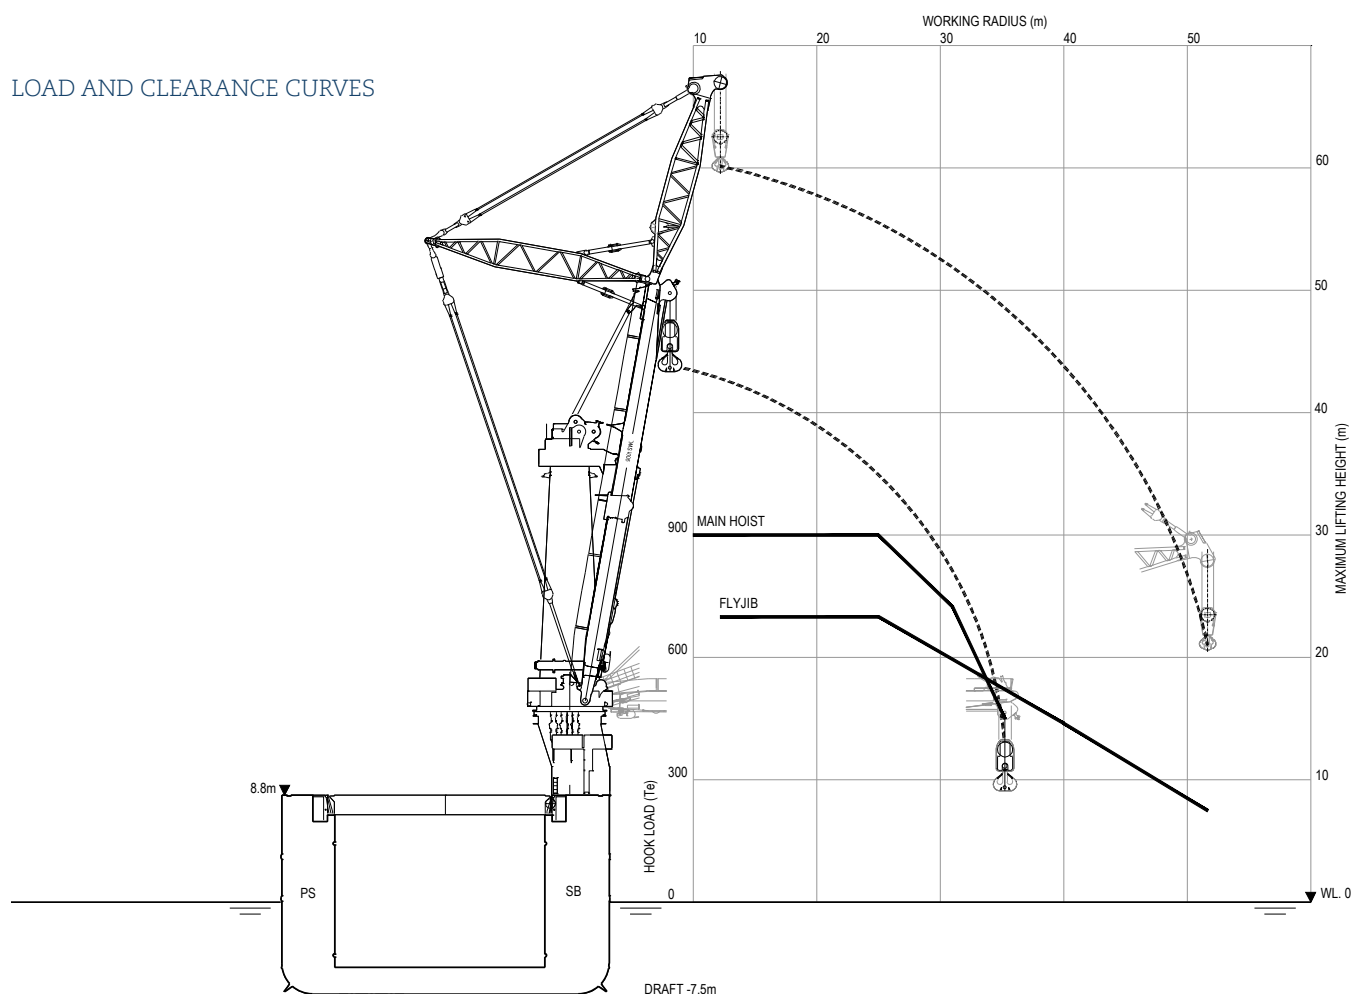 WORKING RADIUS (m)
10 20 30 40 50
LOAD AND CLEARANCE CURVES
60
50
40
MAXIMUM LIFTING HEIGHT (m)
900 MAIN HOIST 30
FLYJIB
600 20
300 10
8.8m
HOOK LOAD (Te)
PS SB 0 WL. 0
DRAFT -7.5m